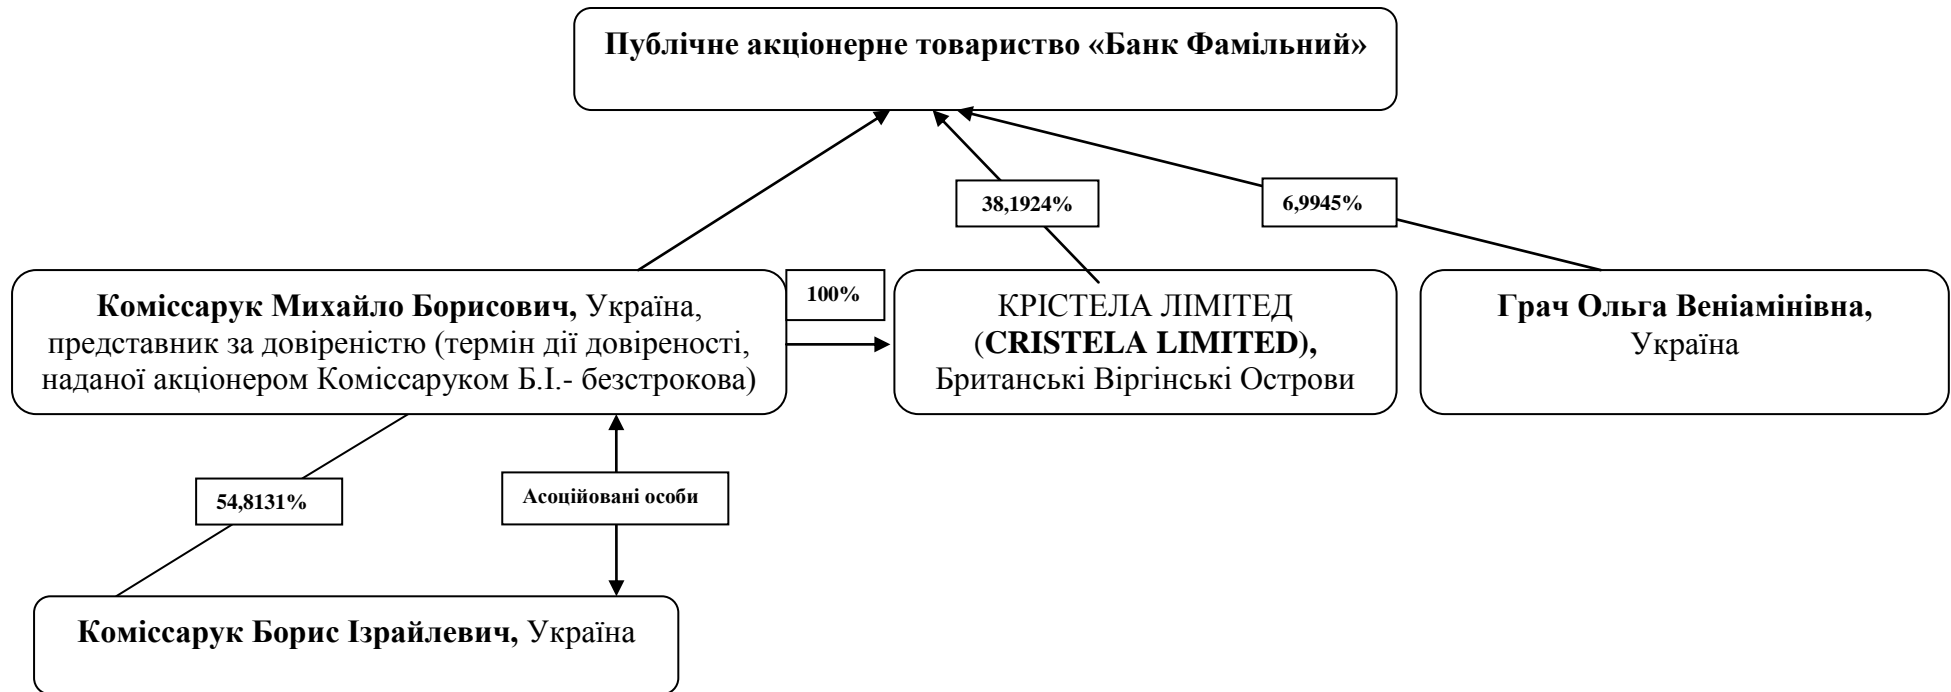 Публічне акціонерне товариство «Банк Фамільний»
38,1924%
6,9945%
Коміссарук Михайло Борисович, Україна,
представник за довіреністю (термін дії довіреності,
наданої акціонером Коміссаруком Б.І.- безстрокова)
100%
КРІСТЕЛА ЛІМІТЕД
(CRISTELA LIMITED),
Британські Віргінські Острови
Грач Ольга Веніамінівна,
Україна
54,8131%
Асоційовані особи
Коміссарук Борис Ізрайлевич, Україна